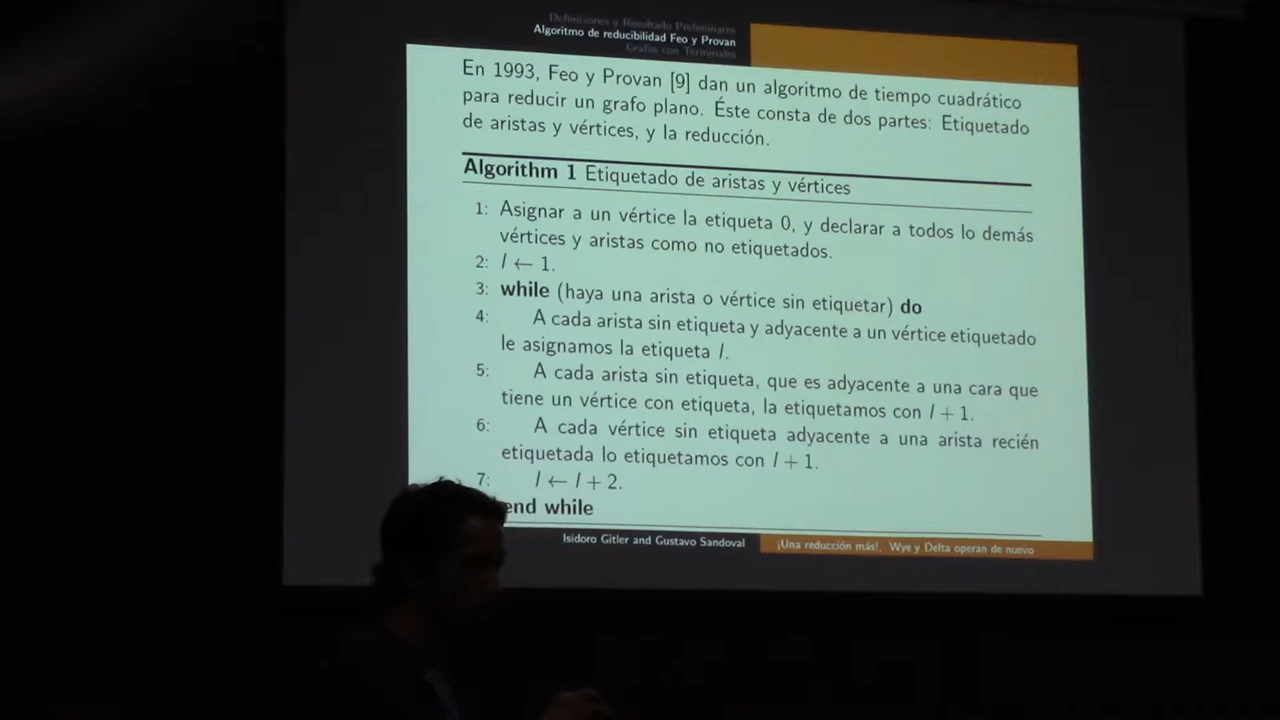 Definiciones y Resultado Preliminares
Algoritmo de reducibilidad Feo y Provan
Grafos con Terminales
En 1993, Feo y Provan [9] dan un algoritmo de tiempo cuadrático
para reducir un grafo plano. Éste consta de dos partes: Etiquetado
de aristas y vértices, y la reducción.
Algorithm 1 Etiquetado de aristas y vértices
1: Asignar a un vértice la etiqueta 0, y declarar a todos lo demás
vértices y aristas como no etiquetados.
2: l ← 1.
3: while (haya una arista o vértice sin etiquetar) do
4: A cada arista sin etiqueta y adyacente a un vértice etiquetado
le asignamos la etiqueta l.
5: A cada arista sin etiqueta, que es adyacente a una cara que
tiene un vértice con etiqueta, la etiquetamos con l + 1.
6: A cada vértice sin etiqueta adyacente a una arista recién
etiquetada lo etiquetamos con l + 1.
7: l ← l + 2.
end while
Isidoro Gitler and Gustavo Sandoval
¡Una reducción más!, Wye y Delta operan de nuevo